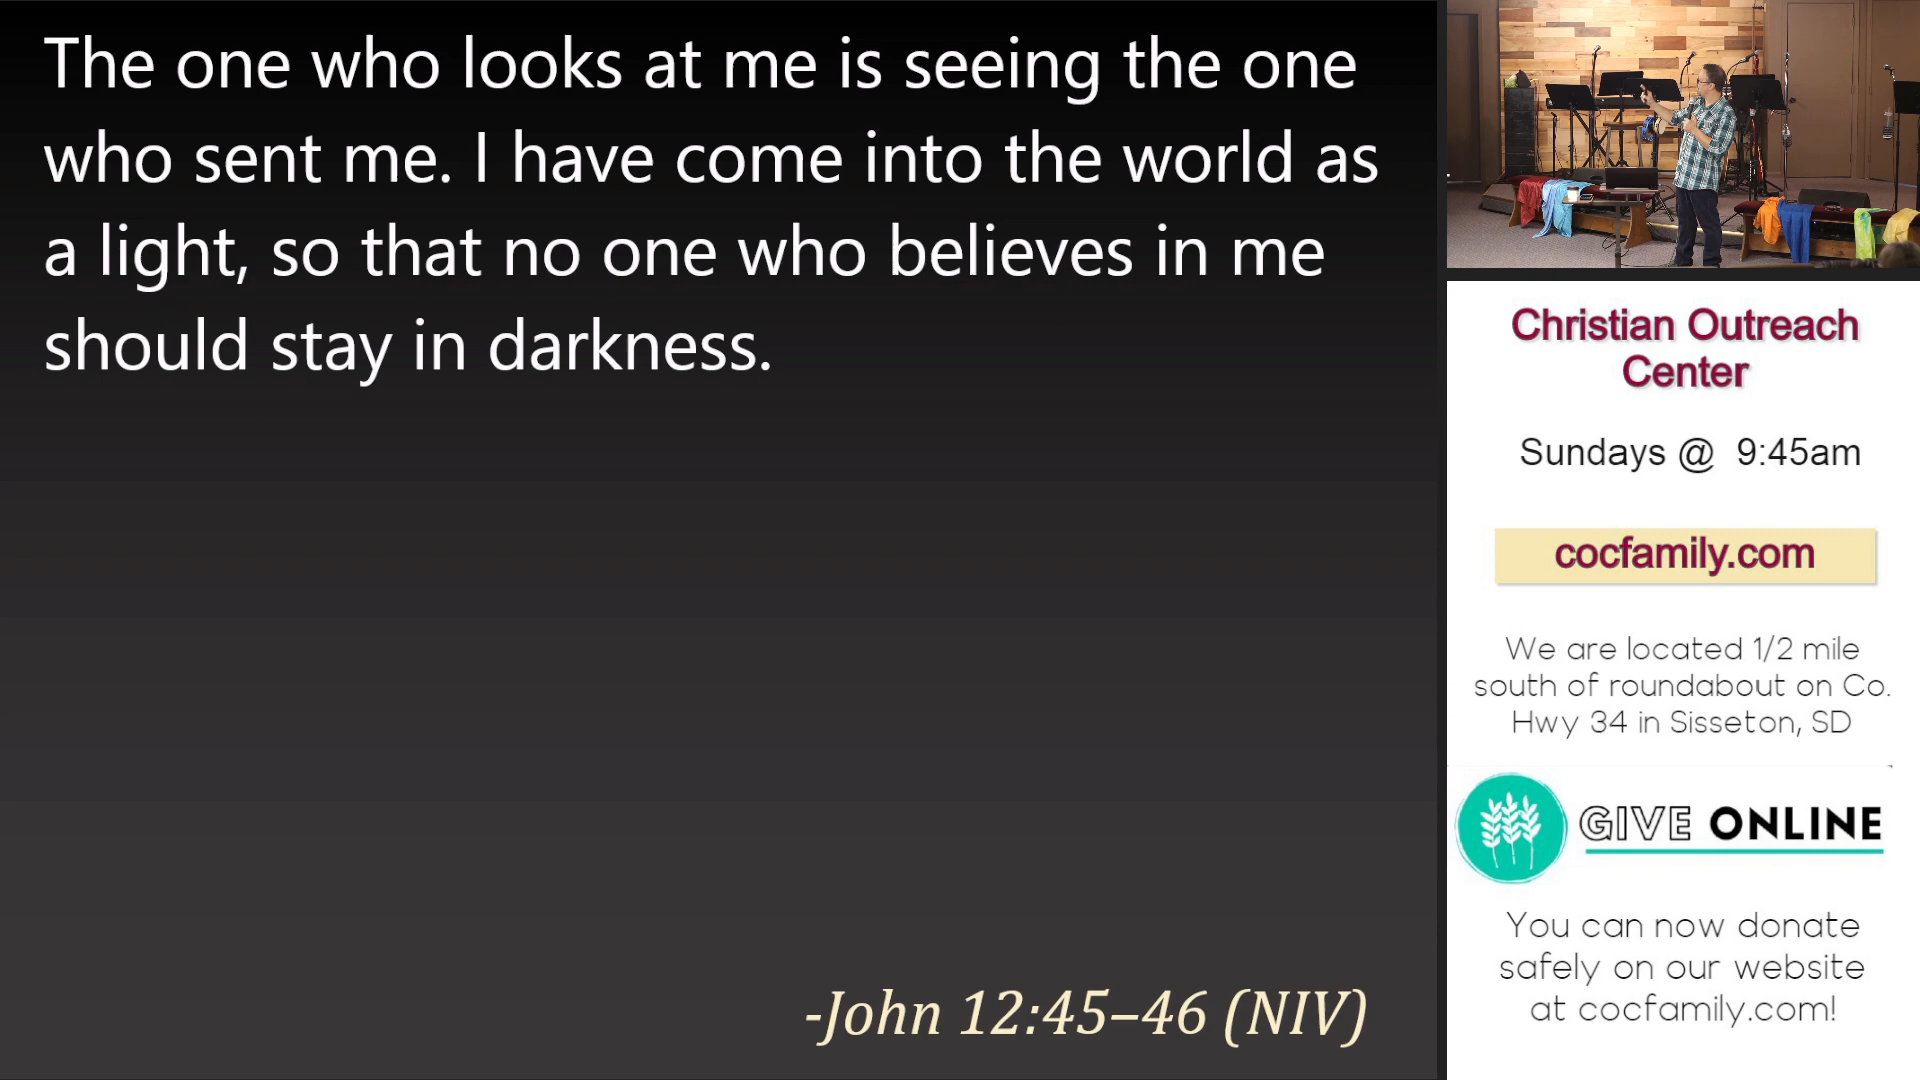 The one who looks at me is seeing the one
who sent me. I have come into the world as
a light, so that no one who believes in me
should stay in darkness.
-John 12:45–46 (NIV)
Christian Outreach
Center
Sundays @ 9:45am
cocfamily.com
We are located 1/2 mile
south of roundabout on Co.
Hwy 34 in Sisseton, SD
GIVE ONLINE
You can now donate
safely on our website
at cocfamily.com!